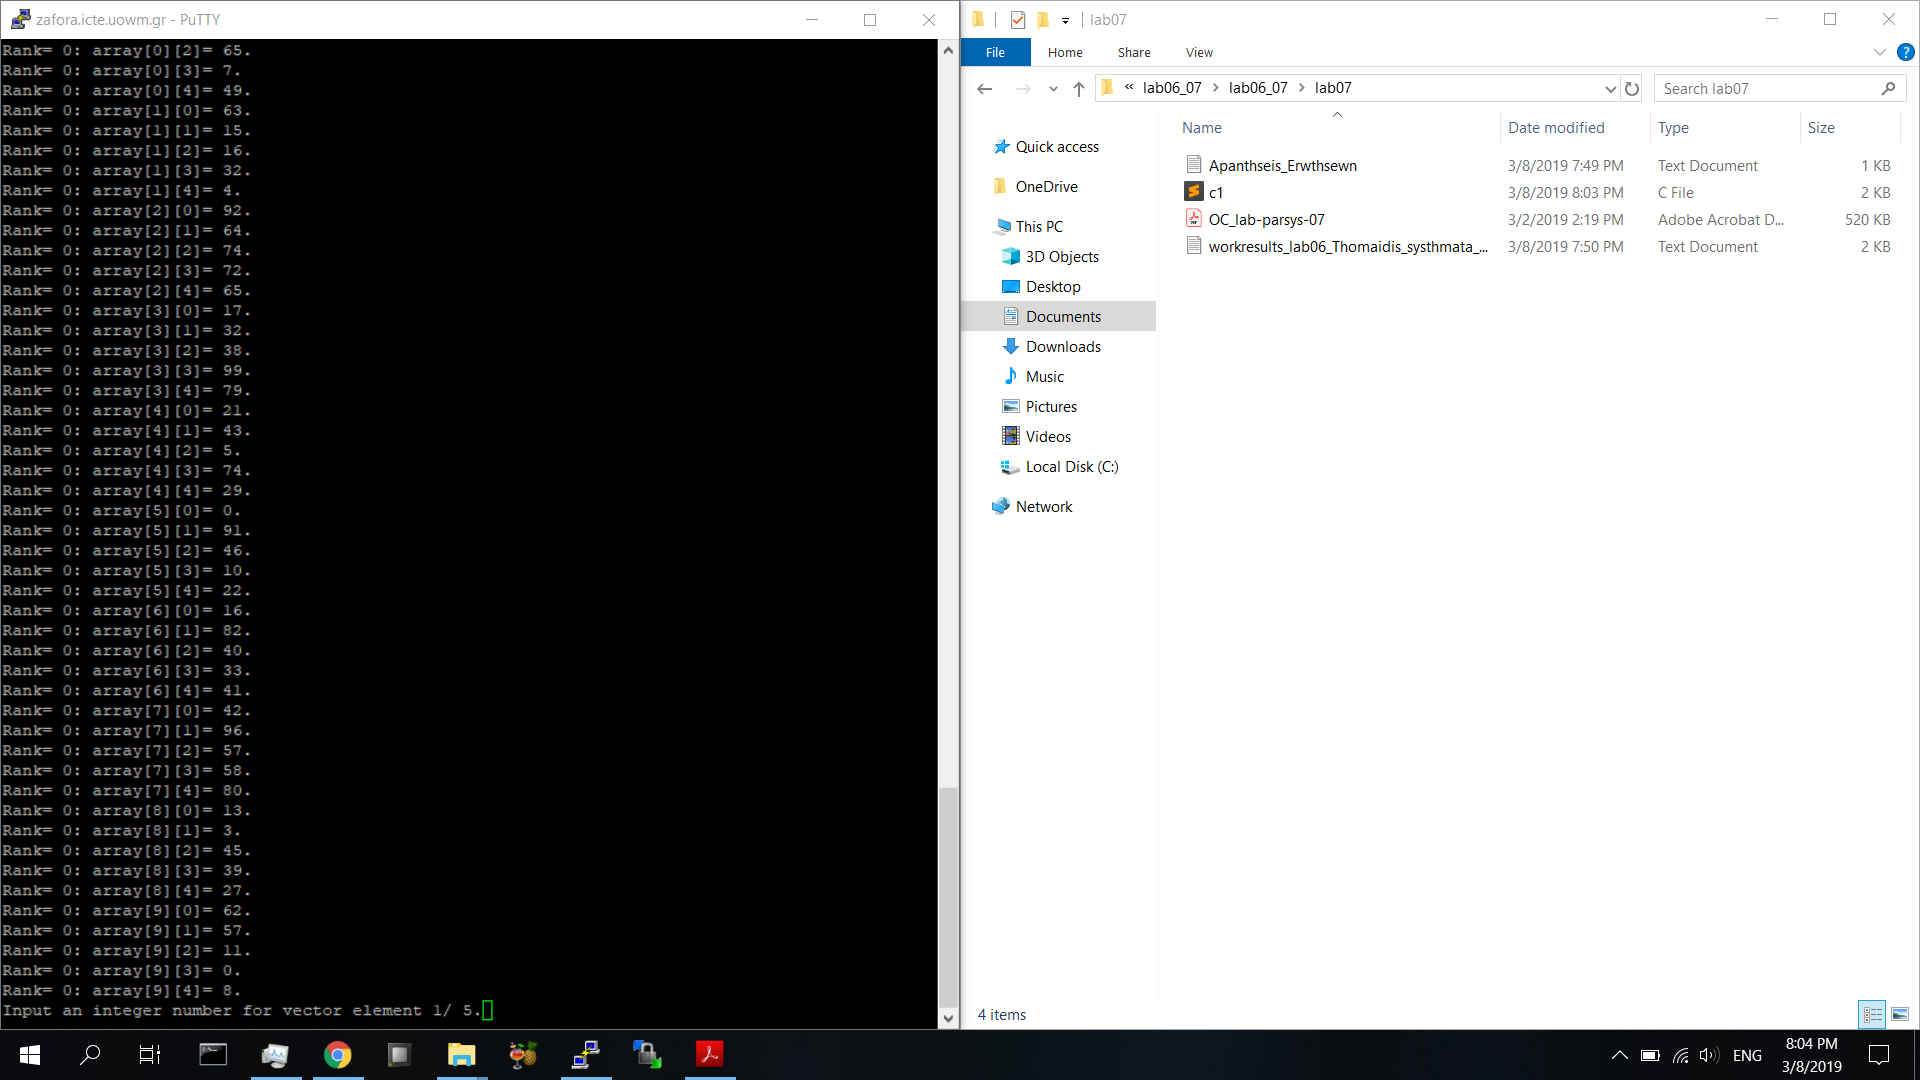 zafora.icte.uowm.gr - PuTTY
Rank= 0: array[0][2]= 65.
Rank= 0: array[0][3]= 7.
Rank= 0: array[0][4]= 49.
Rank= 0: array[1][0]= 63.
Rank= 0: array[1][1]= 15.
Rank= 0: array[1][2]= 16.
Rank= 0: array[1][3]= 32.
Rank= 0: array[1][4]= 4.
Rank= 0: array[2][0]= 92.
Rank= 0: array[2][1]= 64.
Rank= 0: array[2][2]= 74.
Rank= 0: array[2][3]= 72.
Rank= 0: array[2][4]= 65.
Rank= 0: array[3][0]= 17.
Rank= 0: array[3][1]= 32.
Rank= 0: array[3][2]= 38.
Rank= 0: array[3][3]= 99.
Rank= 0: array[3][4]= 79.
Rank= 0: array[4][0]= 21.
Rank= 0: array[4][1]= 43.
Rank= 0: array[4][2]= 5.
Rank= 0: array[4][3]= 74.
Rank= 0: array[4][4]= 29.
Rank= 0: array[5][0]= 0.
Rank= 0: array[5][1]= 91.
Rank= 0: array[5][2]= 46.
Rank= 0: array[5][3]= 10.
Rank= 0: array[5][4]= 22.
Rank= 0: array[6][0]= 16.
Rank= 0: array[6][1]= 82.
Rank= 0: array[6][2]= 40.
Rank= 0: array[6][3]= 33.
Rank= 0: array[6][4]= 41.
Rank= 0: array[7][0]= 42.
Rank= 0: array[7][1]= 96.
Rank= 0: array[7][2]= 57.
Rank= 0: array[7][3]= 58.
Rank= 0: array[7][4]= 80.
Rank= 0: array[8][0]= 13.
Rank= 0: array[8][1]= 3.
Rank= 0: array[8][2]= 45.
Rank= 0: array[8][3]= 39.
Rank= 0: array[8][4]= 27.
Rank= 0: array[9][0]= 62.
Rank= 0: array[9][1]= 57.
Rank= 0: array[9][2]= 11.
Rank= 0: array[9][3]= 0.
Rank= 0: array[9][4]= 8.
Input an integer number for vector element 1/ 5.
lab07
File Home Share View
« lab06_07 > lab06_07 > lab07
Search lab07
Quick access
OneDrive
This PC
3D Objects
Desktop
Documents
Downloads
Music
Pictures
Videos
Local Disk (C:)
Network
Name Date modified Type Size
Apanthseis_Erwthsewn 3/8/2019 7:49 PM Text Document 1 KB
c1 3/8/2019 8:03 PM C File 2 KB
OC_lab-parsys-07 3/2/2019 2:19 PM Adobe Acrobat D... 520 KB
workresults_lab06_Thomaidis_systhmata_... 3/8/2019 7:50 PM Text Document 2 KB
4 items
ENG
8:04 PM
3/8/2019